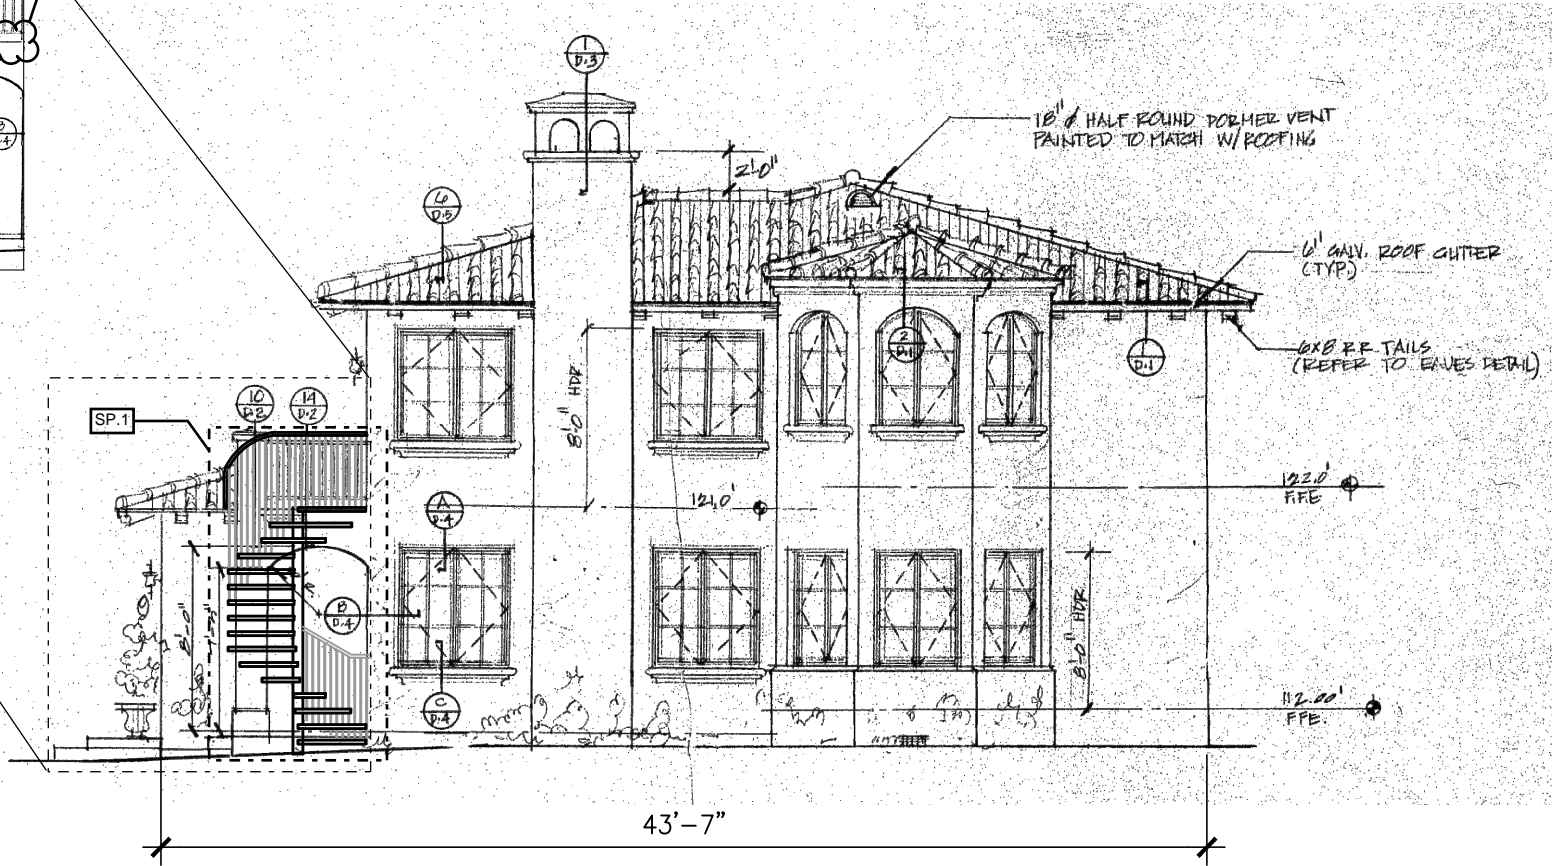 1
D.3
18" ø HALF ROUND DORMER VENT
PAINTED TO MATCH W/ROOFING
2'-0"
6
D.3
6" GALV. ROOF GUTTER
(TYP.)
2
D.1
1
D.1
6X8 R.R. TAILS
(REFER TO EAVES DETAIL)
8'-0" HDR
10
D.2
14
D.2
SP.1
A
D.4
121.0'
122.0'
F.F.E.
8'-0"
B
D.4
8'-0" HDR
C
D.4
112.00'
F.F.E.
43'-7"